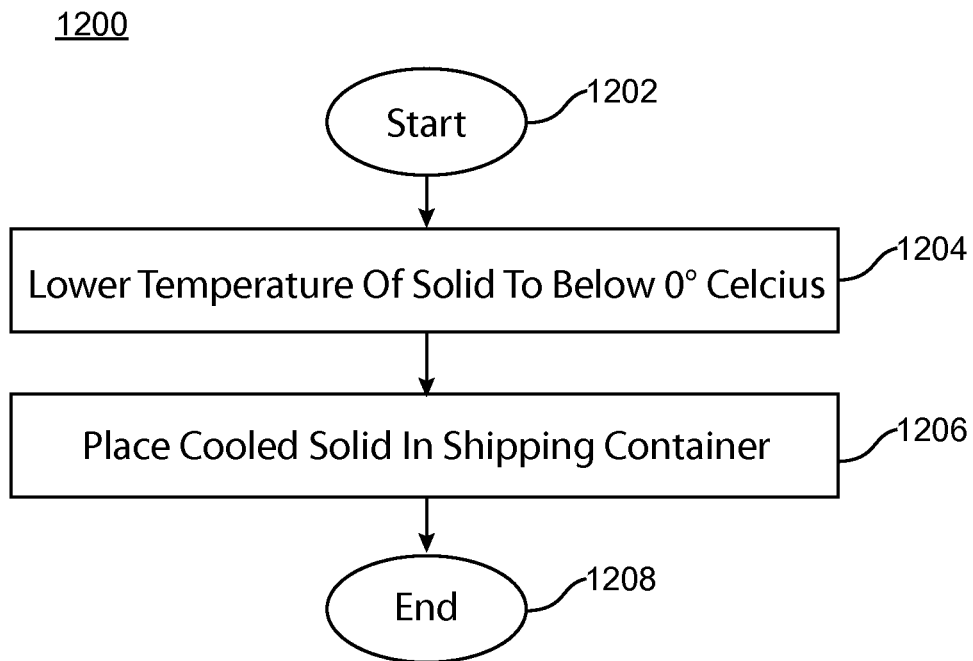 1200
Start
1202
Lower Temperature Of Solid To Below 0° Celcius
1204
Place Cooled Solid In Shipping Container
1206
End
1208